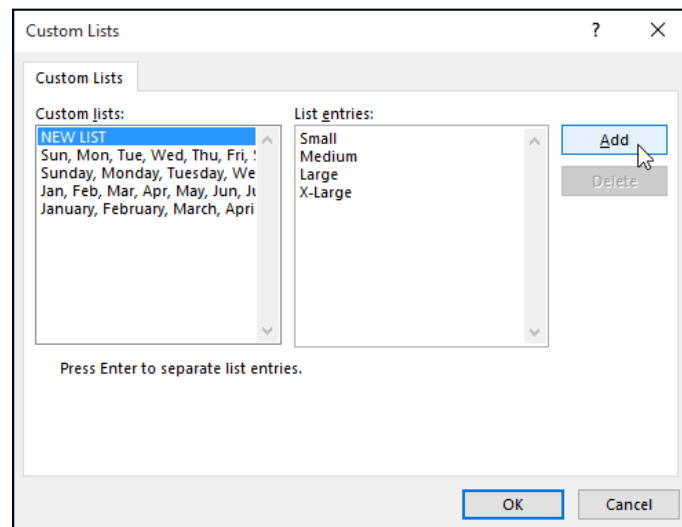 Custom Lists
?
Custom Lists
Custom lists:
NEW LIST
Sun, Mon, Tue, Wed, Thu, Fri,
Sunday, Monday, Tuesday, We
Jan, Feb, Mar, Apr, May, Jun,
January, February, March, Apri
List entries:
Small
Medium
Large
X-Large
Add
Delete
Press Enter to separate list entries.
OK
Cancel